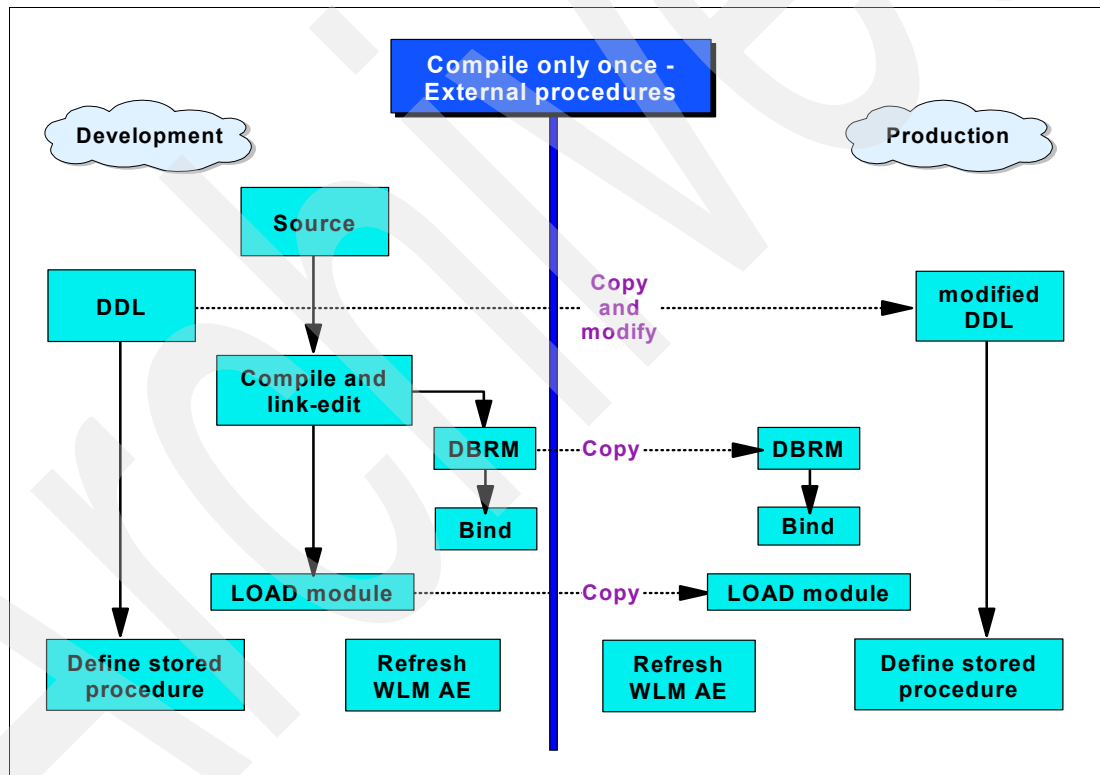 Compile only once -
External procedures
Development
Production
Source
DDL
Copy
and
modify
modified
DDL
Compile and
link-edit
DBRM
Copy
DBRM
Bind
Bind
LOAD module
Copy
LOAD module
Define stored
procedure
Refresh
WLM AE
Refresh
WLM AE
Define stored
procedure
Archive